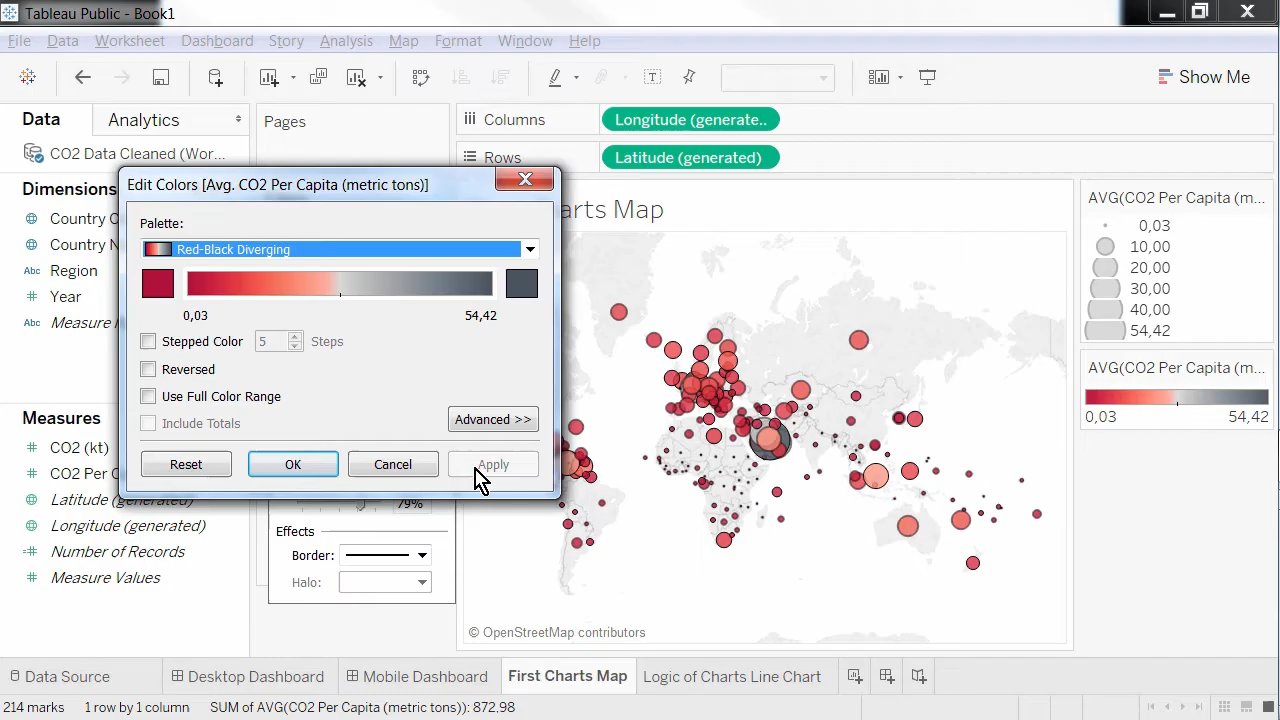 Tableau Public - Book1
File Data Worksheet Dashboard Story Analysis Map Format Window Help
Show Me
Data
Analytics
Pages
Columns
Longitude (generate..
CO2 Data Cleaned (Wor...
Rows
Latitude (generated)
Dimensions
Country
Country N
Abc Region
Year
Abc Measure
Measures
CO2 (kt)
CO2 Per
Latitude (generated)
Longitude (generated)
Number of Records
Measure Values
Edit Colors [Avg. CO2 Per Capita (metric tons)]
Palette:
Red-Black Diverging
0,03
54,42
Stepped Color
5
Steps
Reversed
Use Full Color Range
Include Totals
Advanced >>
Reset
OK
Cancel
Apply
79%
Effects
Border:
Halo:
arts Map
© OpenStreetMap contributors
AVG(CO2 Per Capita (m...
0,03
10,00
20,00
30,00
40,00
54,42
AVG(CO2 Per Capita (m...
0,03
54,42
Data Source
Desktop Dashboard
Mobile Dashboard
First Charts Map
Logic of Charts Line Chart
214 marks
1 row by 1 column
SUM of AVG(CO2 Per Capita (metric tons)): 872,98